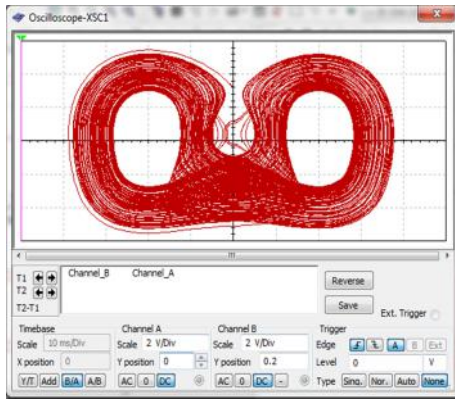 Oscilloscope-XSC1
T1
T2
T2-T1
Channel_B Channel_A
Reverse
Save
Ext. Trigger
Timebase
Scale 10 ms/Div
X position 0
Y/T Add B/A A/B
Channel A
Scale 2 V/Div
Y position 0
AC 0 DC
Channel B
Scale 2 V/Div
Y position 0.2
AC 0 DC -
Trigger
Edge A B Ext
Level 0 V
Type Sing. Nor. Auto None